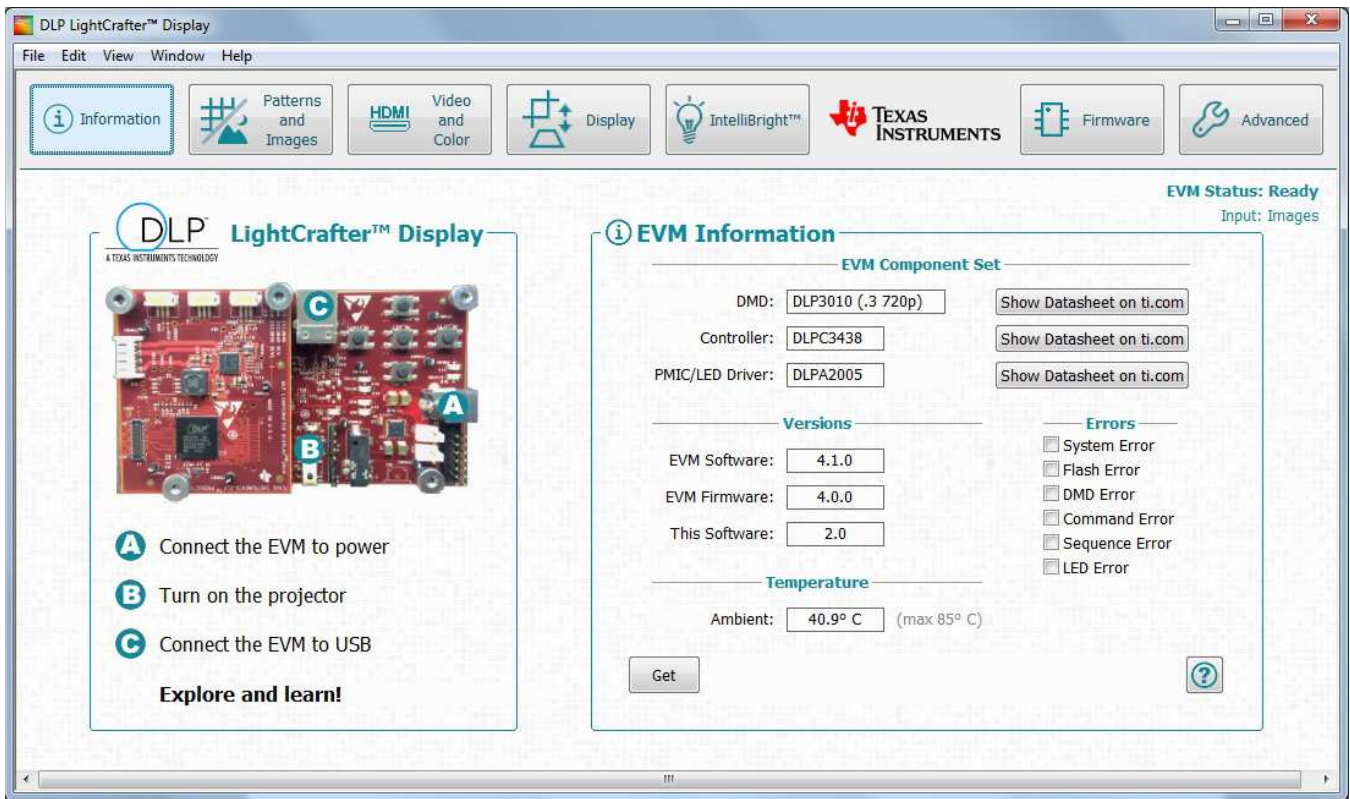 DLP LightCrafter™ Display
File Edit View Window Help
Information
Patterns
and
Images
HDMI
Video
and
Color
Display
IntelliBright™
TEXAS
INSTRUMENTS
Firmware
Advanced
EVM Status: Ready
Input: Images
DLP™
A TEXAS INSTRUMENTS TECHNOLOGY
LightCrafter™ Display
C
A
B
A Connect the EVM to power
B Turn on the projector
C Connect the EVM to USB
Explore and learn!
EVM Information
EVM Component Set
DMD: DLP3010 (.3 720p) Show Datasheet on ti.com
Controller: DLPC3438 Show Datasheet on ti.com
PMIC/LED Driver: DLPA2005 Show Datasheet on ti.com
Versions
EVM Software: 4.1.0
EVM Firmware: 4.0.0
This Software: 2.0
Errors
System Error
Flash Error
DMD Error
Command Error
Sequence Error
LED Error
Temperature
Ambient: 40.9º C (max 85º C)
Get
?